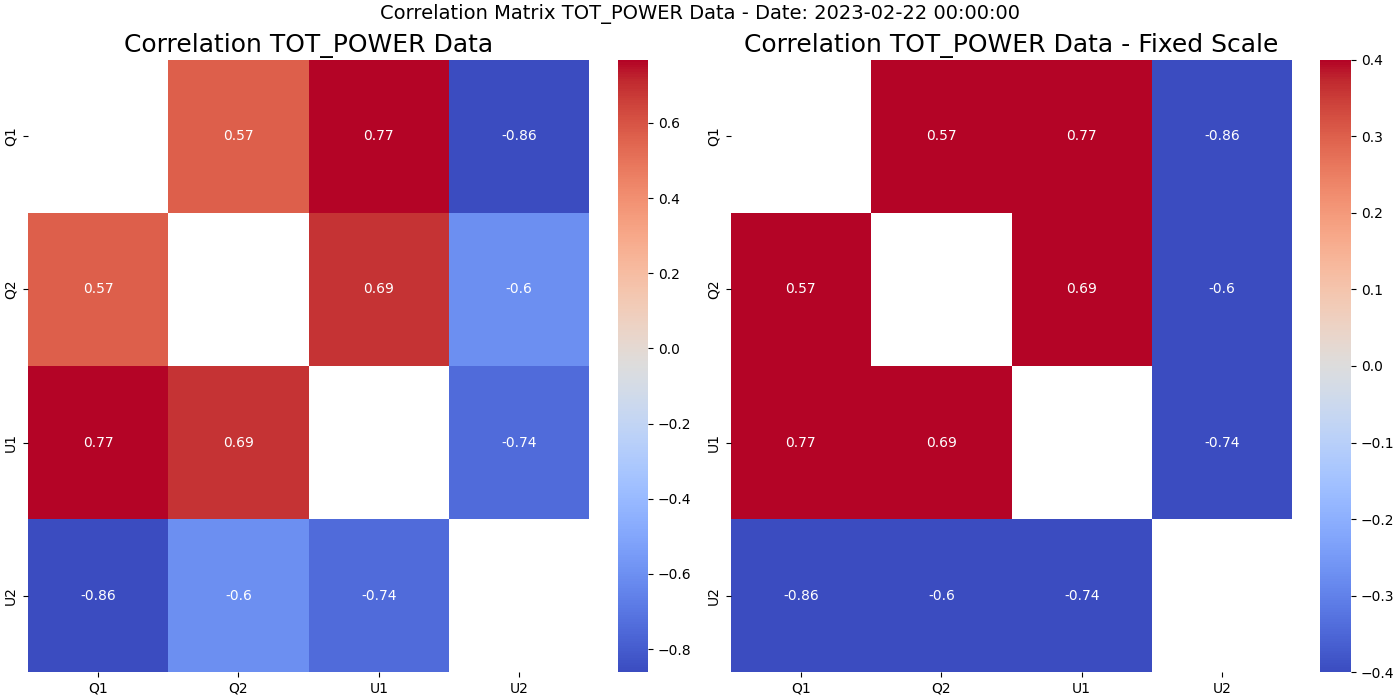 Correlation Matrix TOT_POWER Data - Date: 2023-02-22 00:00:00
Correlation TOT_POWER Data
Q1
0.57
0.77
-0.86
Q2
0.57
0.69
-0.6
U1
0.77
0.69
-0.74
U2
-0.86
-0.6
-0.74
Q1
Q2
U1
U2
0.6
0.4
0.2
0.0
−0.2
−0.4
−0.6
−0.8
Correlation TOT_POWER Data - Fixed Scale
Q1
0.57
0.77
-0.86
Q2
0.57
0.69
-0.6
U1
0.77
0.69
-0.74
U2
-0.86
-0.6
-0.74
Q1
Q2
U1
U2
0.4
0.3
0.2
0.1
0.0
−0.1
−0.2
−0.3
−0.4